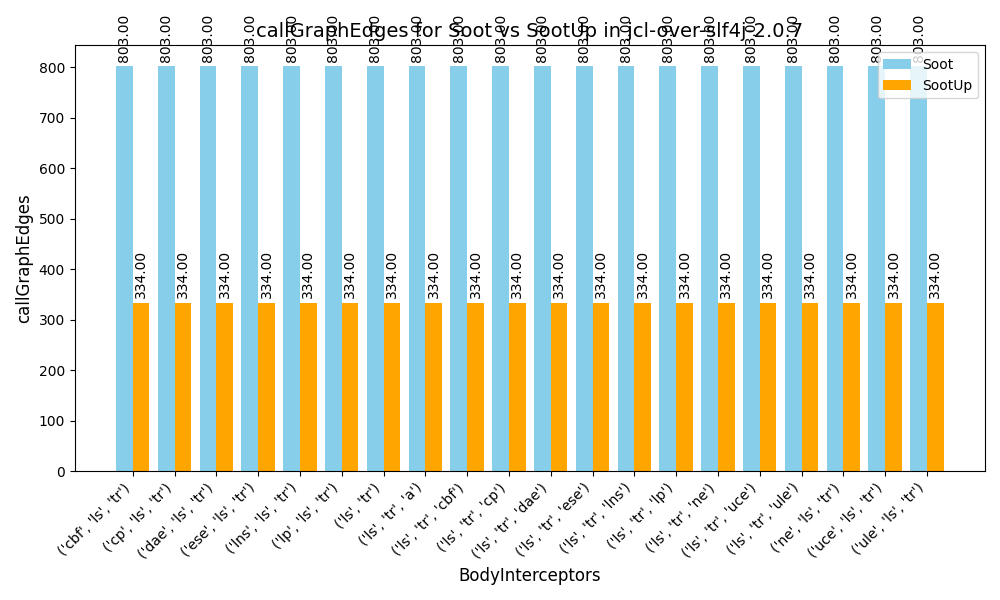 callGraphEdges for Soot vs SootUp in jcl-over-slf4j-2.0.7
803.00 803.00 803.00 803.00 803.00 803.00 803.00 803.00 803.00 803.00 803.00 803.00 803.00 803.00 803.00 803.00 803.00 803.00 803.00 803.00
Soot
SootUp
334.00 334.00 334.00 334.00 334.00 334.00 334.00 334.00 334.00 334.00 334.00 334.00 334.00 334.00 334.00 334.00 334.00 334.00 334.00 334.00
callGraphEdges
800
700
600
500
400
300
200
100
0
('cbf', 'ls', 'tr')
('cp', 'ls', 'tr')
('dae', 'ls', 'tr')
('ese', 'ls', 'tr')
('lns', 'ls', 'tr')
('lp', 'ls', 'tr')
('ls', 'tr')
('ls', 'tr', 'a')
('ls', 'tr', 'cbf')
('ls', 'tr', 'cp')
('ls', 'tr', 'dae')
('ls', 'tr', 'ese')
('ls', 'tr', 'lns')
('ls', 'tr', 'lp')
('ls', 'tr', 'ne')
('ls', 'tr', 'uce')
('ls', 'tr', 'ule')
('ne', 'ls', 'tr')
('uce', 'ls', 'tr')
('ule', 'ls', 'tr')
BodyInterceptors